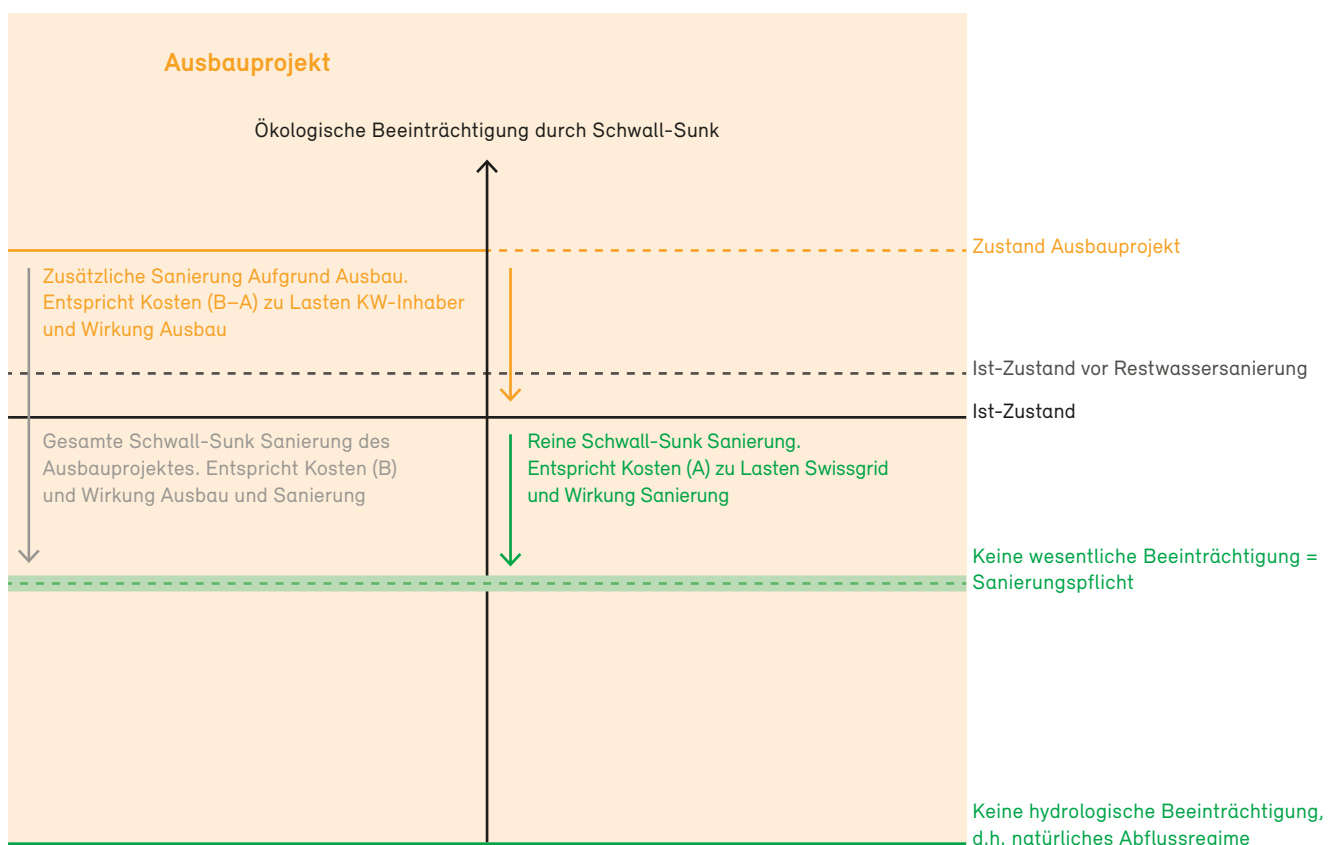 Ausbauprojekt
Ökologische Beeinträchtigung durch Schwall-Sunk
Zustand Ausbauprojekt
Zusätzliche Sanierung Aufgrund Ausbau.
Entspricht Kosten (B–A) zu Lasten KW-Inhaber
und Wirkung Ausbau
Ist-Zustand vor Restwassersanierung
Ist-Zustand
Gesamte Schwall-Sunk Sanierung des
Ausbauprojektes. Entspricht Kosten (B)
und Wirkung Ausbau und Sanierung
Reine Schwall-Sunk Sanierung.
Entspricht Kosten (A) zu Lasten Swissgrid
und Wirkung Sanierung
Keine wesentliche Beeinträchtigung =
Sanierungspflicht
Keine hydrologische Beeinträchtigung,
d.h. natürliches Abflussregime